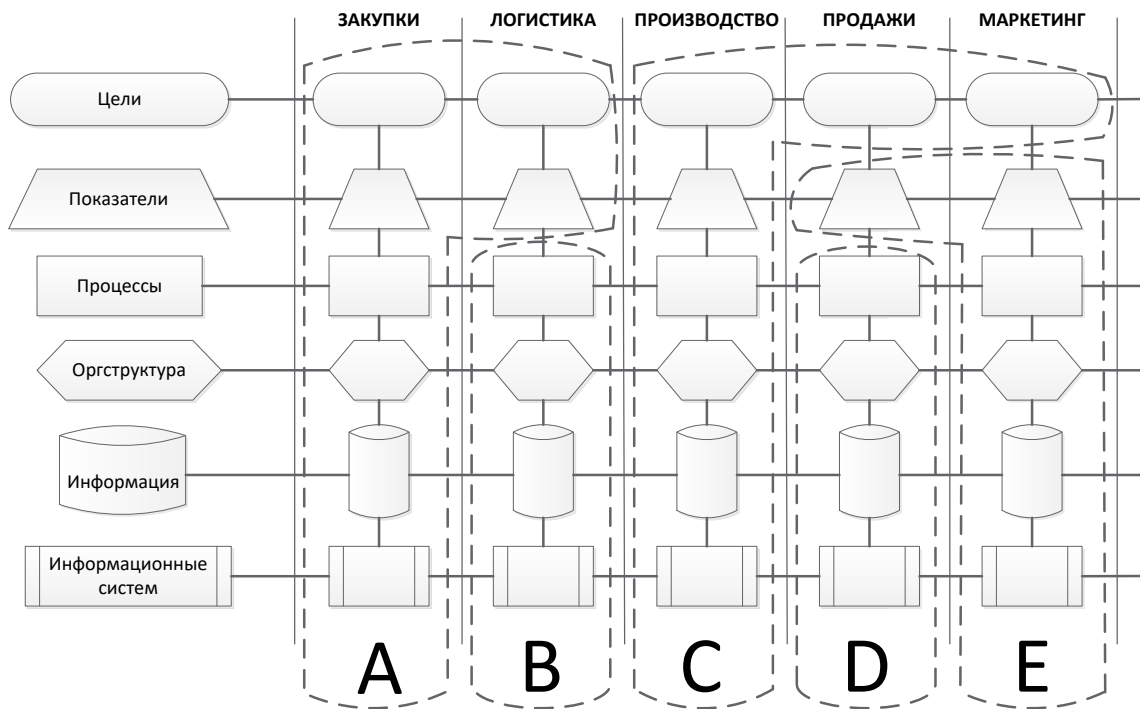 ЗАКУПКИ ЛОГИСТИКА ПРОИЗВОДСТВО ПРОДАЖИ МАРКЕТИНГ
Цели
Показатели
Процессы
Оргструктура
Информация
Информационные
систем
A B C D E